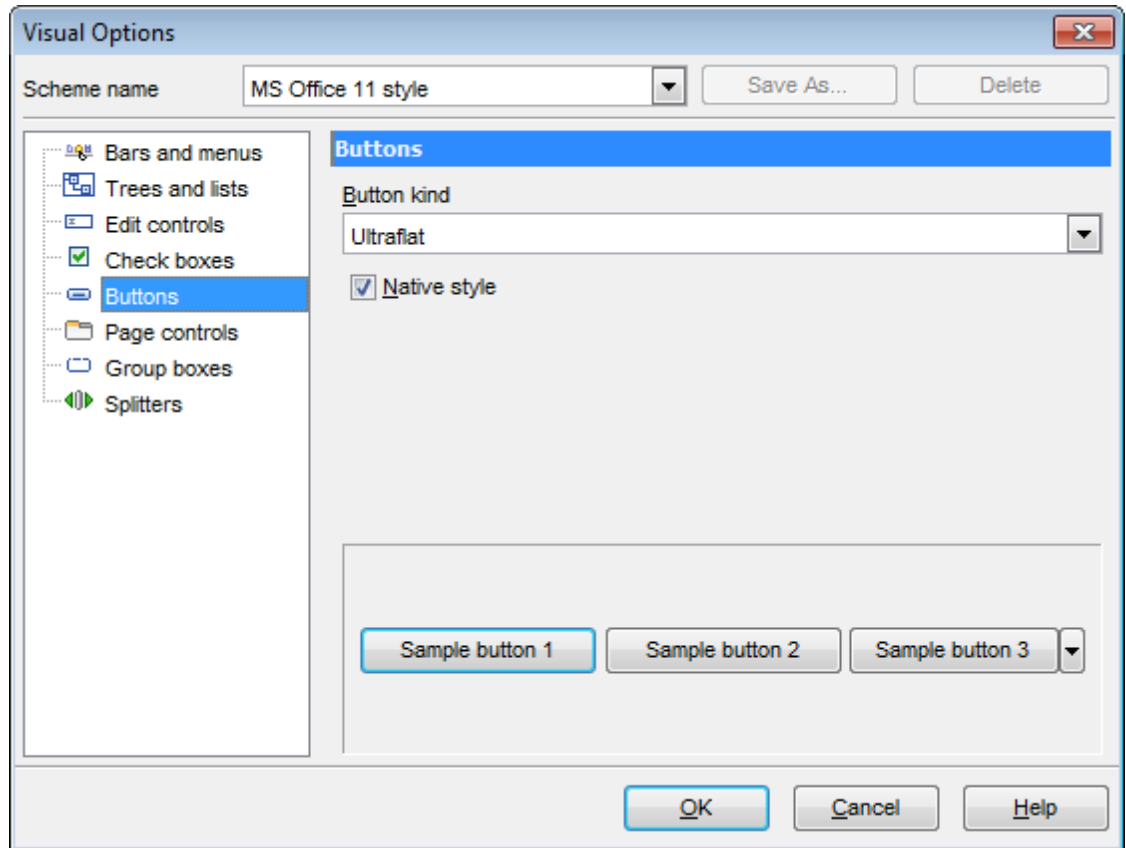 Visual Options
Scheme name MS Office 11 style Save As... Delete
Bars and menus
Trees and lists
Edit controls
Check boxes
Buttons
Page controls
Group boxes
Splitters
Buttons
Button kind
Ultraflat
Native style
Sample button 1 Sample button 2 Sample button 3
OK Cancel Help